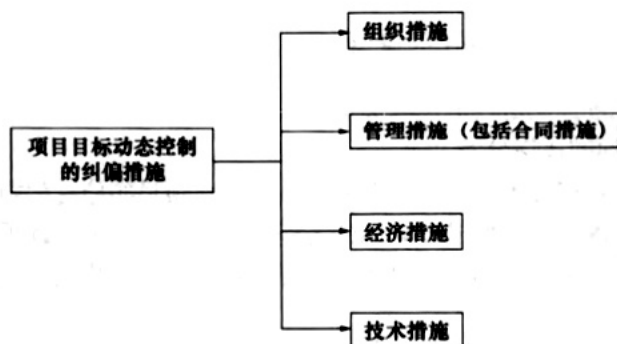 组织措施
管理措施（包括合同措施）
项目目标动态控制
的纠偏措施
经济措施
技术措施